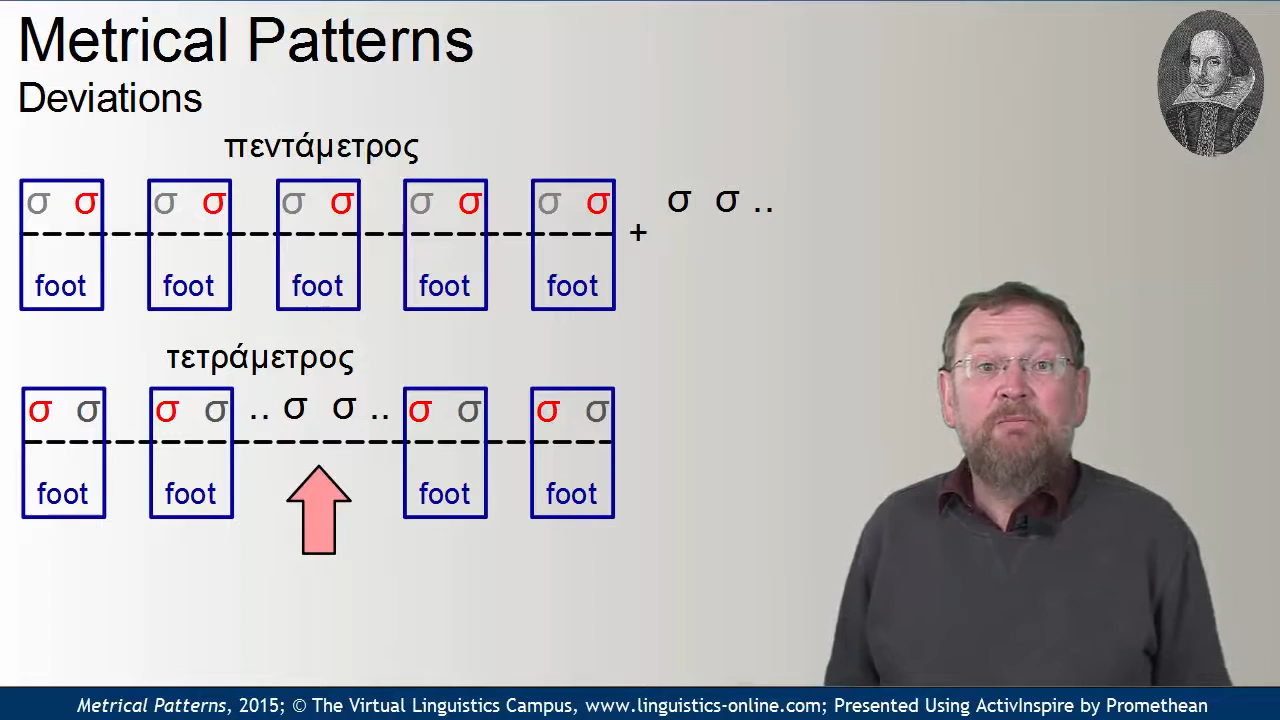 Metrical Patterns
Deviations
πεντάμετρος
σ σ σ σ σ σ σ σ σ σ + σ σ ..
foot foot foot foot foot
τετράμετρος
σ σ σ σ .. σ σ .. σ σ σ σ
foot foot foot foot
Metrical Patterns, 2015; © The Virtual Linguistics Campus, www.linguistics-online.com; Presented Using ActivInspire by Promethean